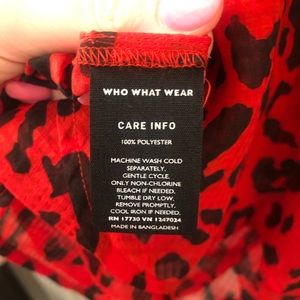 WHO WHAT WEAR
CARE INFO
100% POLYESTER
MACHINE WASH COLD
SEPARATELY,
GENTLE CYCLE,
ONLY NON-CHLORINE
BLEACH IF NEEDED.
TUMBLE DRY LOW,
REMOVE PROMPTLY.
COOL IRON IF NEEDED.
RN 17730 VN 1247024
MADE IN BANGLADESH